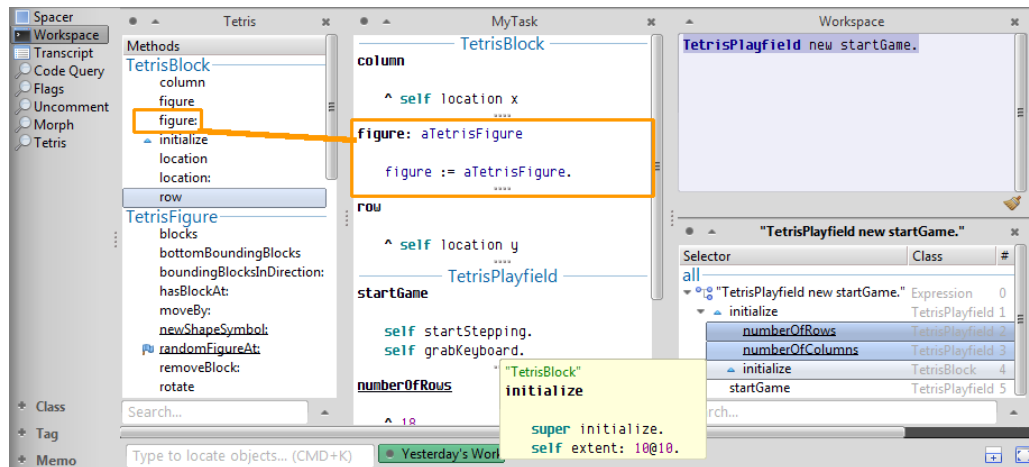 Spacer
Workspace
Transcript
Code Query
Flags
Uncomment
Morph
Tetris
+ Class
+ Tag
+ Memo
Tetris
Methods
TetrisBlock
column
figure
figure:
initialize
location
location:
row
TetrisFigure
blocks
bottomBoundingBlocks
boundingBlocksInDirection:
hasBlockAt:
moveBy:
newShapeSymbol:
randomFigureAt:
removeBlock:
rotate
Search...
MyTask
TetrisBlock
column
^ self location x
figure: aTetrisFigure
figure := aTetrisFigure.
row
^ self location y
TetrisPlayfield
startGame
self startStepping.
self grabKeyboard.
numberOfRows
^ 18
"TetrisBlock"
initialize
super initialize.
self extent: 10@10.
Workspace
TetrisPlayfield new startGame.
"TetrisPlayfield new startGame."
Selector Class #
all
"TetrisPlayfield new startGame." Expression 0
initialize TetrisPlayfield 1
numberOfRows TetrisPlayfield 2
numberOfColumns TetrisPlayfield 3
initialize TetrisBlock 4
startGame TetrisPlayfield 5
rch...
Type to locate objects... (CMD+K)
Yesterday's Work